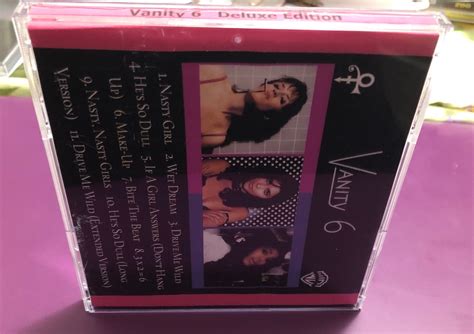 Vanity 6 Deluxe Edition
VANITY 6
1. NASTY GIRL 2. WET DREAM 3. DRIVE ME WILD
4. HE'S SO DULL 5. IF A GIRL ANSWERS (DON'T HANG
UP) 6. MAKE-UP 7. BITE THE BEAT 8. 3X2=6
9. NASTY, NASTY GIRLS 10. HE'S SO DULL (LONG
VERSION) 11. DRIVE ME WILD (EXTENDED VERSION)